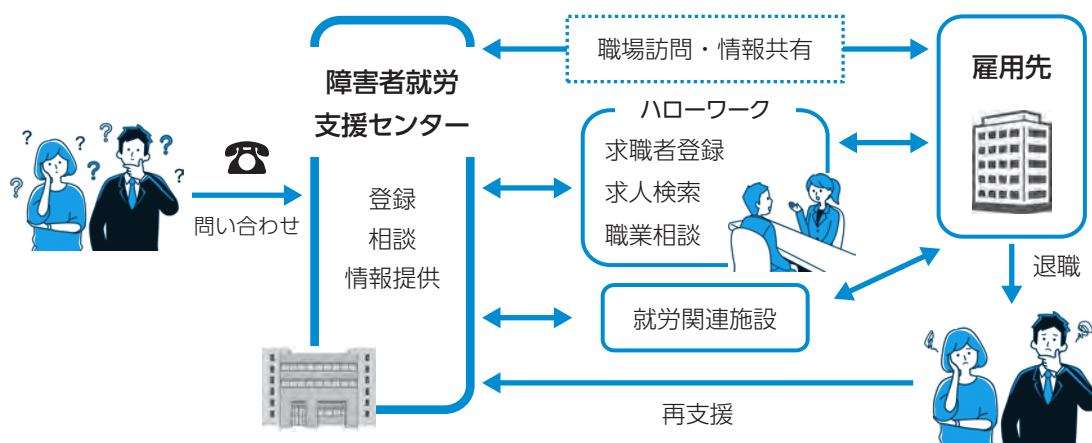 問い合わせ
障害者就労
支援センター
登録
相談
情報提供
職場訪問・情報共有
ハローワーク
求職者登録
求人検索
職業相談
就労関連施設
雇用先
退職
再支援